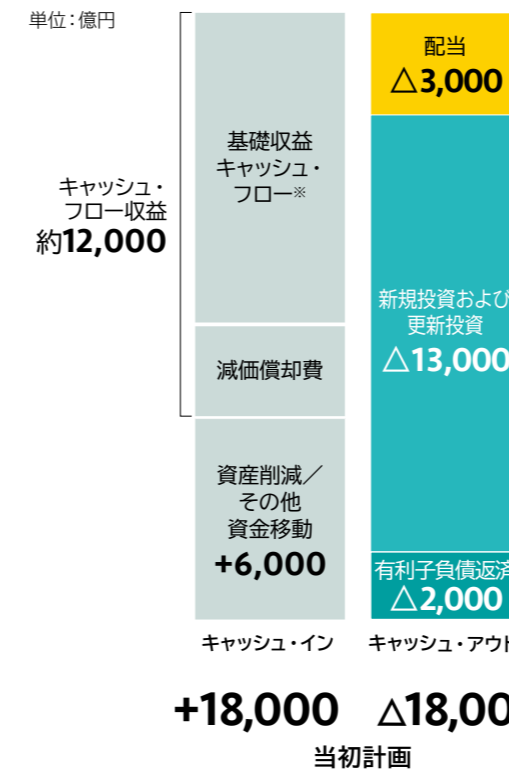 単位：億円
キャッシュ・
フロー収益
約12,000
基礎収益
キャッシュ・
フロー※
減価償却費
資産削減／
その他
資金移動
+6,000
キャッシュ・イン
+18,000
配当
△3,000
新規投資および
更新投資
△13,000
有利子負債返済
△2,000
キャッシュ・アウト
△18,00
当初計画